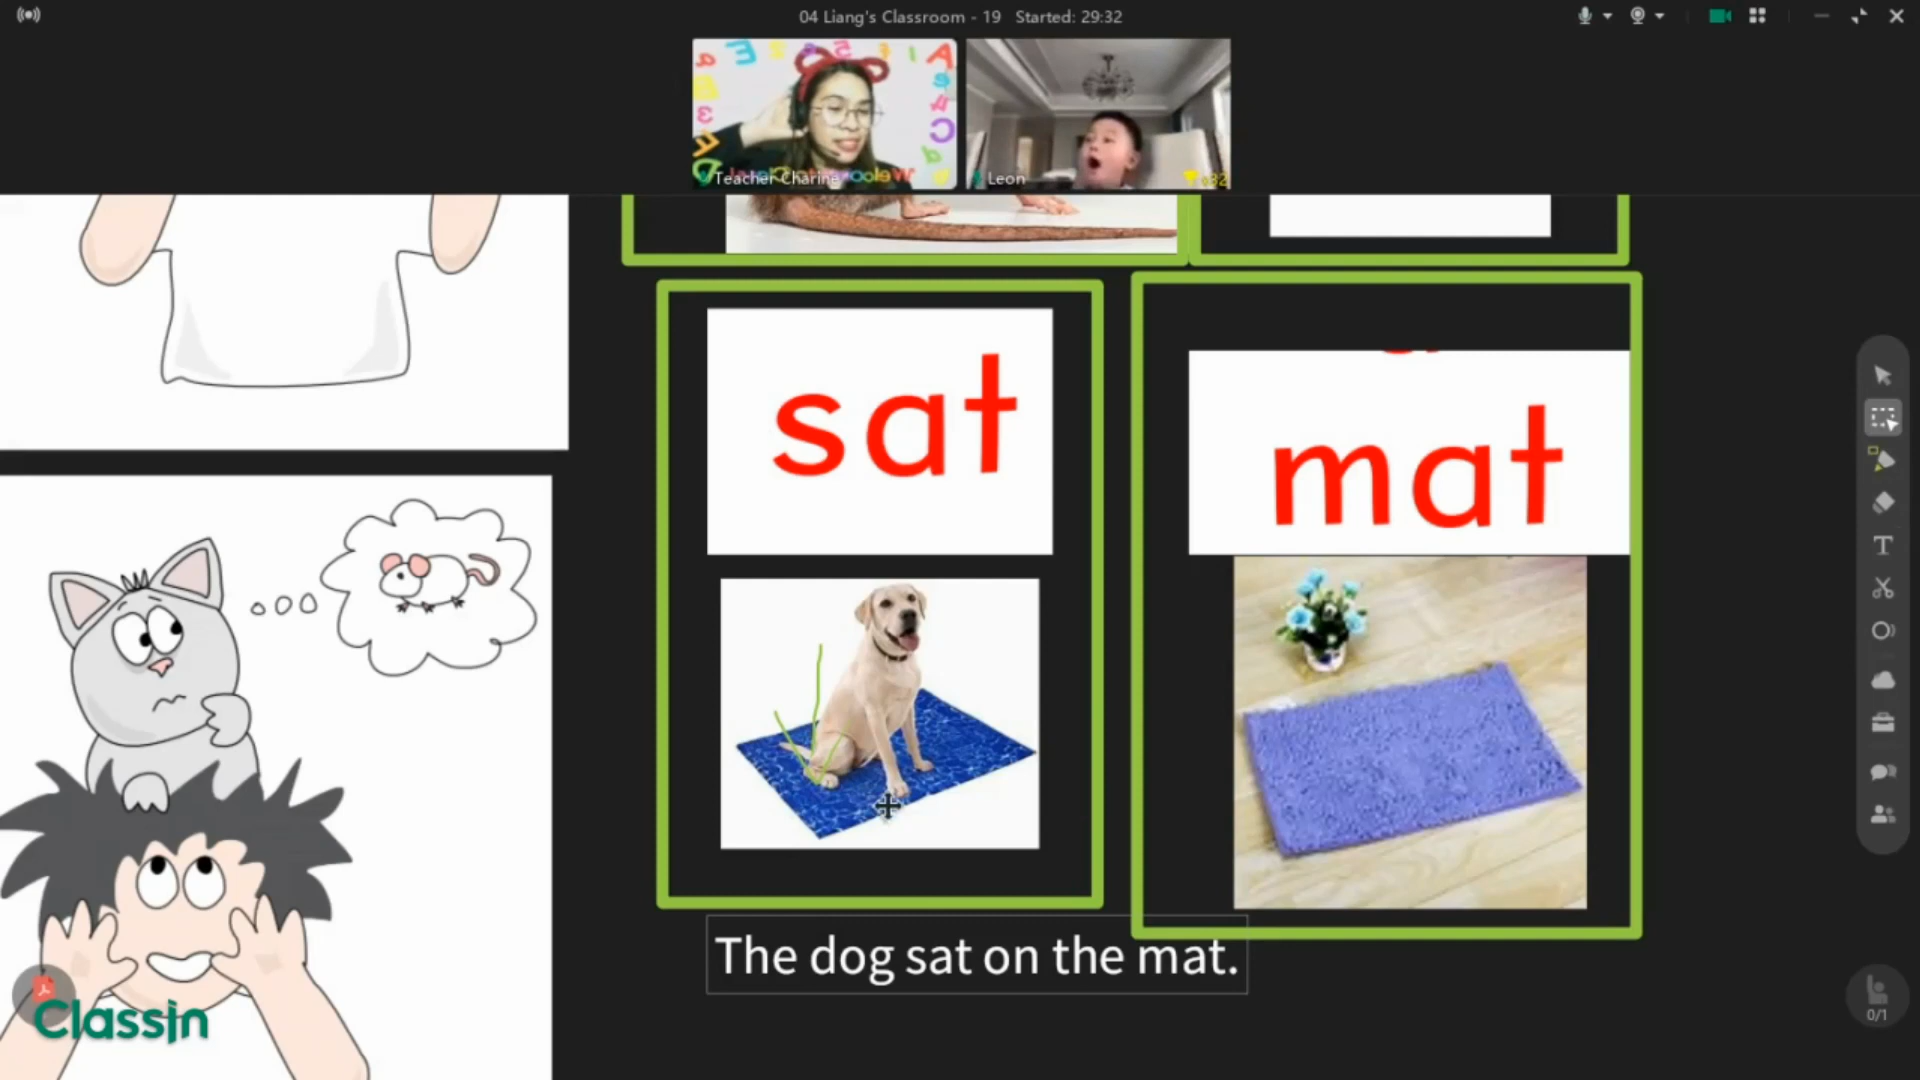 04 Liang's Classroom - 19 Started: 29:32
Teacher Charine
Leon
sat
mat
The dog sat on the mat.
ClassIn
0/1